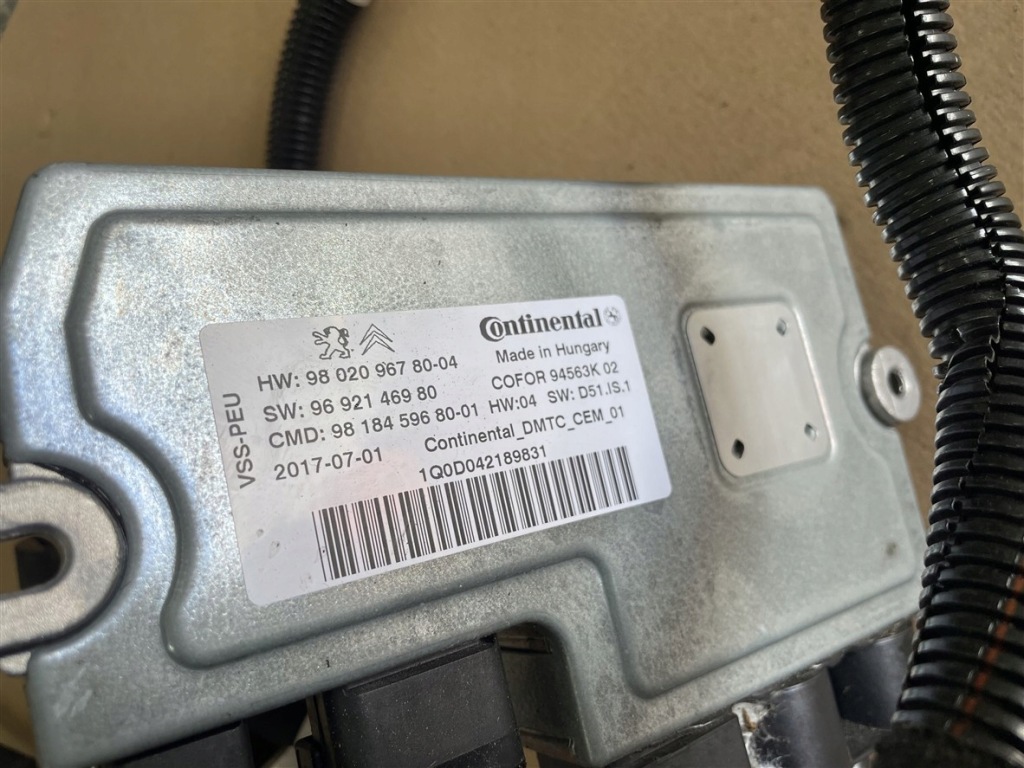 Continental
Made in Hungary
HW: 98 020 967 80-04
COFOR 94563K 02
SW: 96 921 469 80
HW:04 SW: D51.IS.1
CMD: 98 184 596 80-01
Continental_DMTC_CEM_01
2017-07-01
1Q0D042189831
VSS-PEU